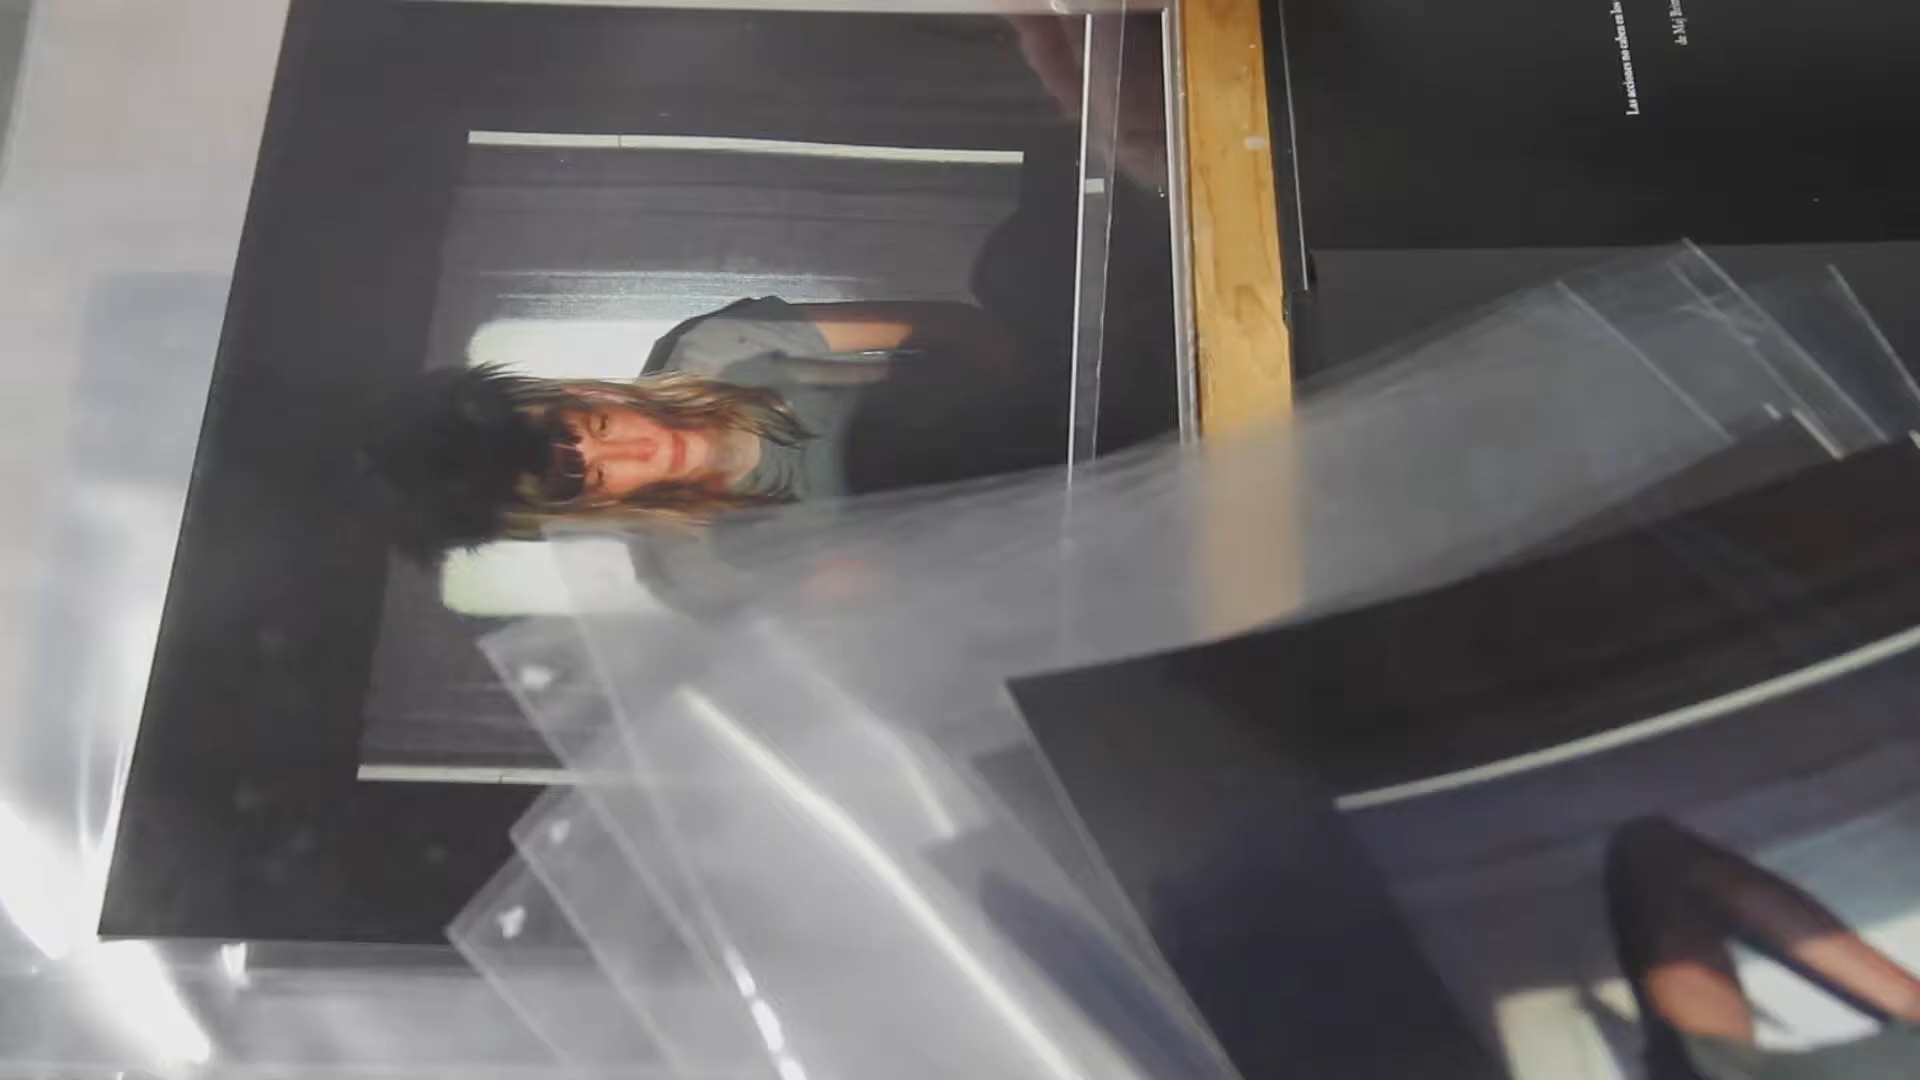 Las acciones no caben en los
de Maj